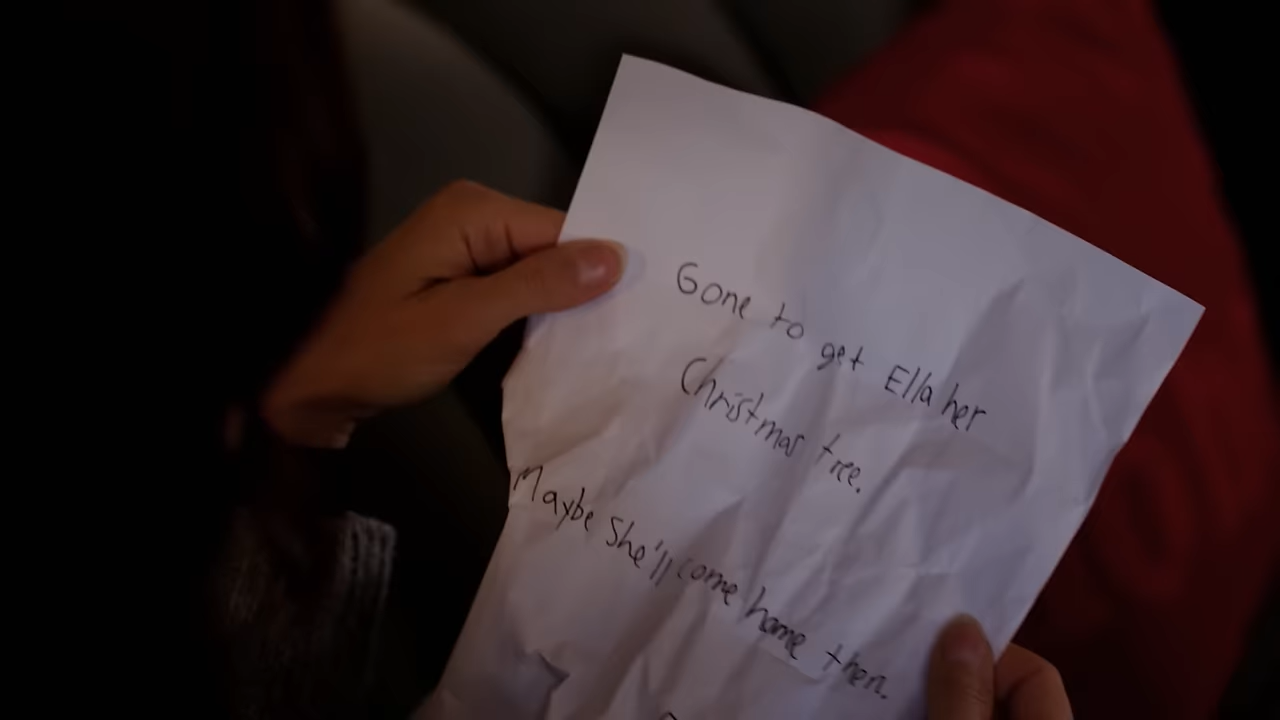 Gone to get Ella her
Christmas tree.
Maybe She'll come home then.